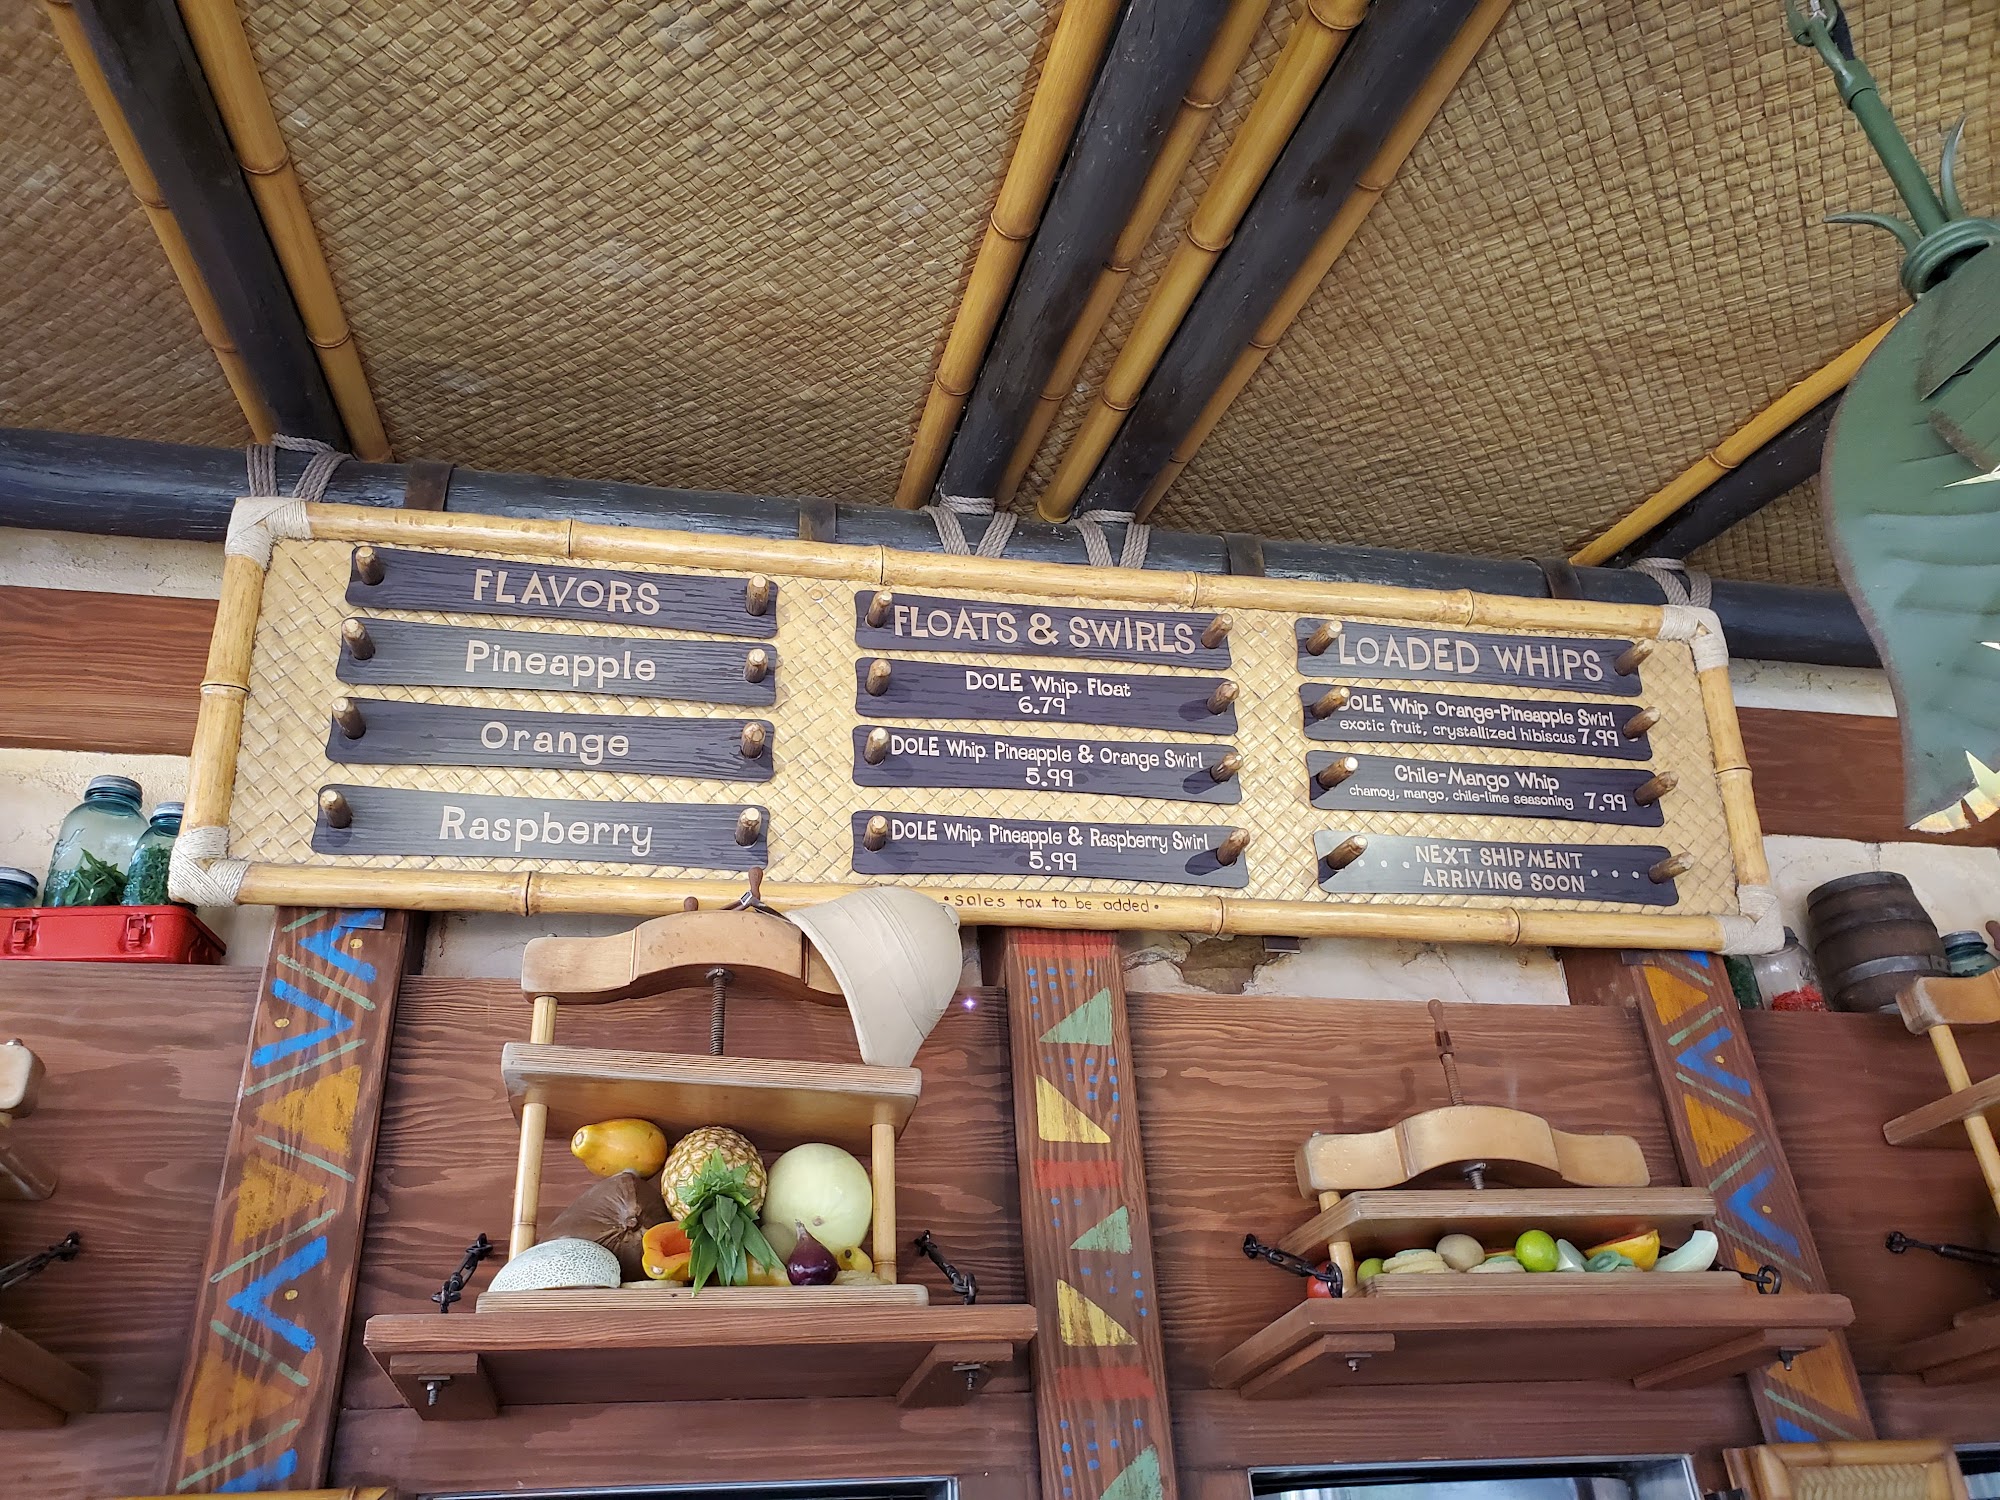 FLAVORS
Pineapple
Orange
Raspberry
FLOATS & SWIRLS
DOLE Whip. Float
6.79
DOLE Whip. Pineapple & Orange Swirl
5.99
DOLE Whip. Pineapple & Raspberry Swirl
5.99
LOADED WHIPS
DOLE Whip. Orange-Pineapple Swirl
exotic fruit, crystallized hibiscus 7.99
Chile-Mango Whip
chamoy, mango, chile-lime seasoning 7.99
. . . NEXT SHIPMENT
ARRIVING SOON . . .
• sales tax to be added •